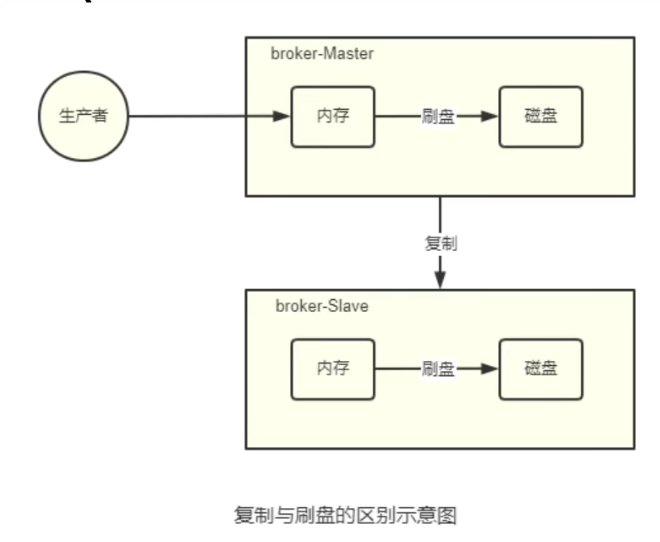 broker-Master
生产者
内存
刷盘
磁盘
复制
broker-Slave
内存
刷盘
磁盘
复制与刷盘的区别示意图